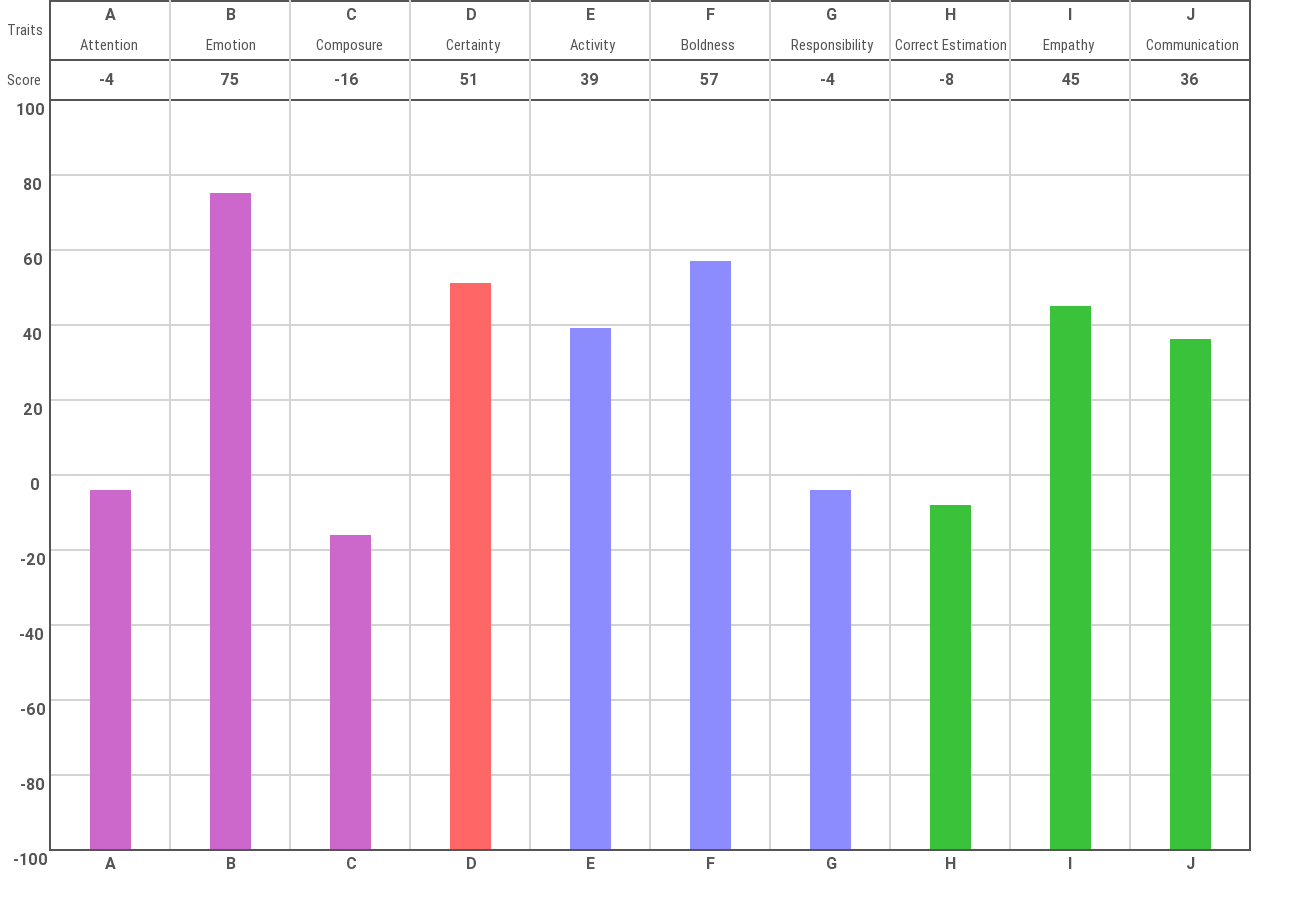 A B C D E F G H I J
Traits
Attention Emotion Composure Certainty Activity Boldness Responsibility Correct Estimation Empathy Communication
Score -4 75 -16 51 39 57 -4 -8 45 36
100
80
60
40
20
0
-20
-40
-60
-80
-100
A B C D E F G H I J